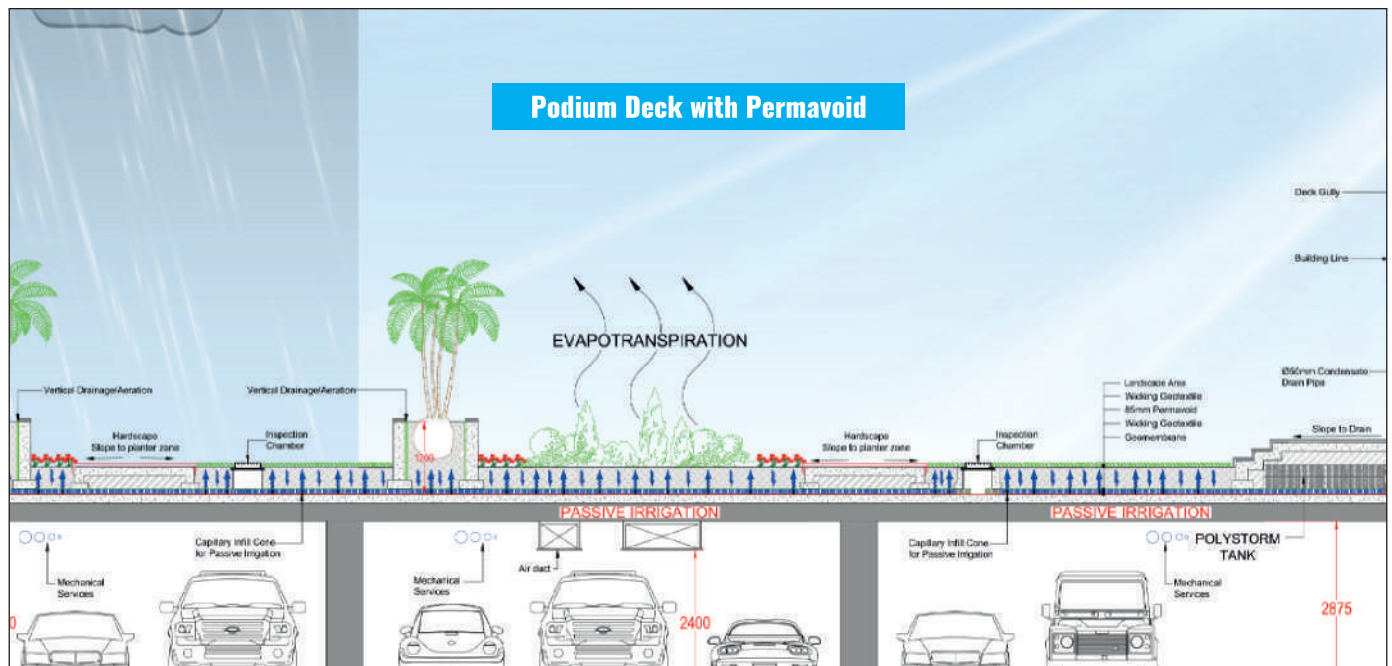 Podium Deck with Permavoid
Deck Gully
Building Line
EVAPOTRANSPIRATION
Ø50mm Condensate
Drain Pipe
Vertical Drainage/Aeration
Vertical Drainage/Aeration
Landscape Area
Wicking Geotextile
85mm Permavoid
Wicking Geotextile
Geomembrane
Hardscape
Slope to planter zone
Inspection
Chamber
1200
Hardscape
Slope to planter zone
Inspection
Chamber
Slope to Drain
PASSIVE IRRIGATION
PASSIVE IRRIGATION
Capillary Infill Cone
for Passive Irrigation
Air duct
Capillary Infill Cone
for Passive Irrigation
POLYSTORM
TANK
Mechanical
Services
Mechanical
Services
Mechanical
Services
0
2400
2875